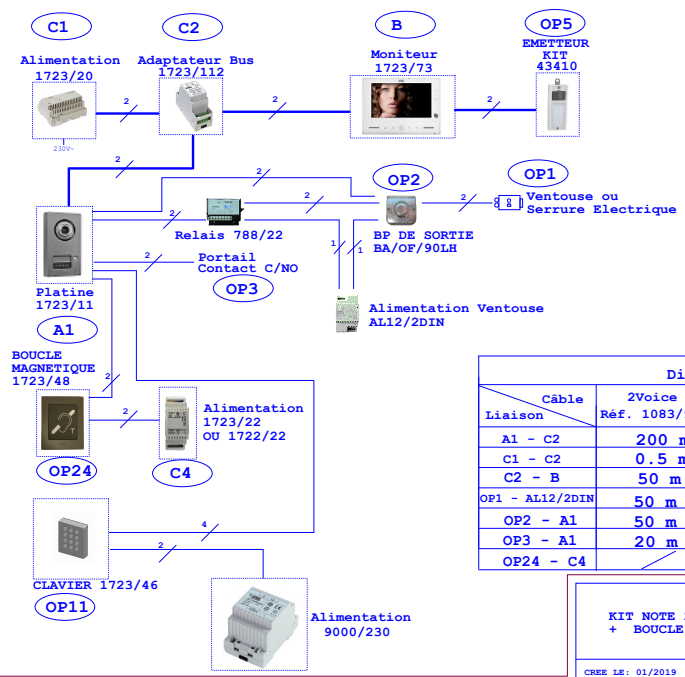 C1
C2
B
OP5
Alimentation
1723/20
Adaptateur Bus
1723/112
Moniteur
1723/73
EMETTEUR
KIT
43410
2
2
2
230V~
2
2
OP2
OP1
2
2
2
Ventouse ou
Serrure Electrique
Relais 788/22
BP DE SORTIE
BA/OF/90LH
1
1
2
Portail
Contact C/NO
OP3
Platine
1723/11
Alimentation Ventouse
AL12/2DIN
A1
BOUCLE
MAGNETIQUE
1723/48
2
2
Alimentation
1723/22
OU 1722/22
OP24
C4
4
2
CLAVIER 1723/46
OP11
Alimentation
9000/230
Di
Câble
Liaison
2Voice
Réf. 1083/
A1 - C2
200 m
C1 - C2
0.5 m
C2 - B
50 m
OP1 - AL12/2DIN
50 m
OP2 - A1
50 m
OP3 - A1
20 m
OP24 - C4
KIT NOTE
+ BOUCLE
CREE LE: 01/2019